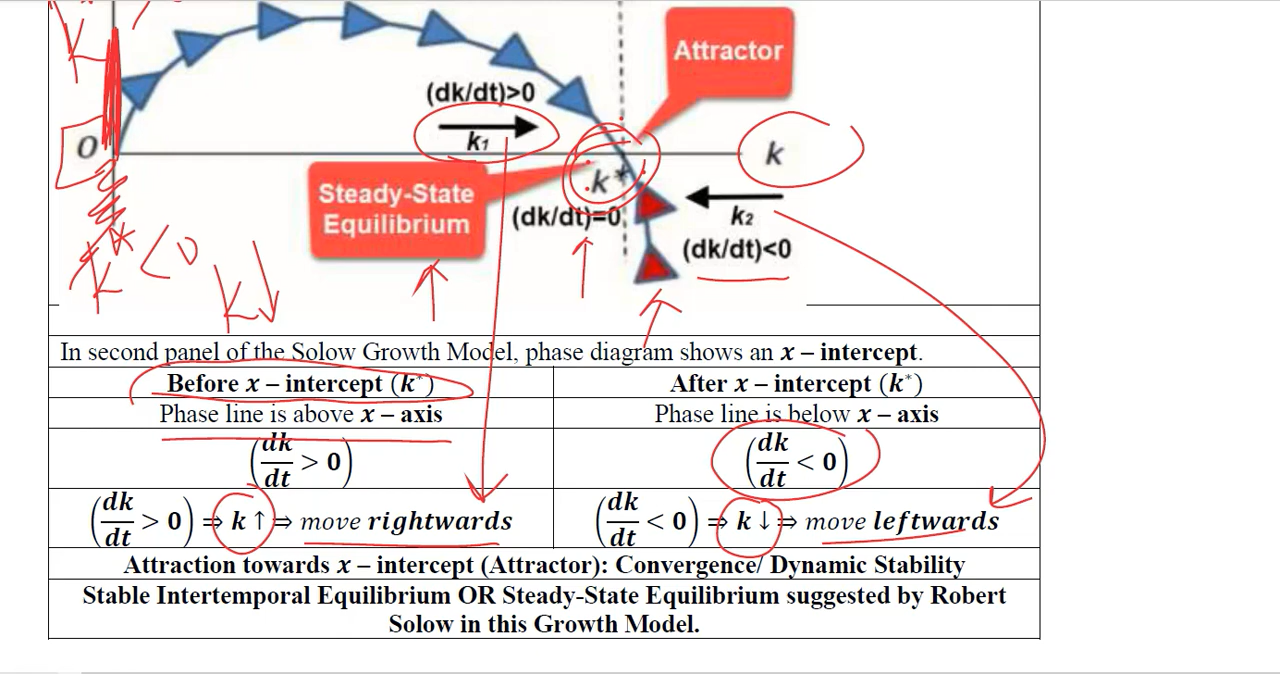 K
Attractor
(dk/dt)>0
k₁
O
k
Steady-State
Equilibrium
k*
(dk/dt)=0
k₂
(dk/dt)<0
k* <0
K↓
In second panel of the Solow Growth Model, phase diagram shows an x – intercept.
Before x – intercept (k*)
After x – intercept (k*)
Phase line is above x – axis
Phase line is below x – axis
(dk/dt > 0)
(dk/dt < 0)
(dk/dt > 0) ⇒ k ↑⇒ move rightwards
(dk/dt < 0) ⇒ k ↓⇒ move leftwards
Attraction towards x – intercept (Attractor): Convergence/ Dynamic Stability
Stable Intertemporal Equilibrium OR Steady-State Equilibrium suggested by Robert
Solow in this Growth Model.